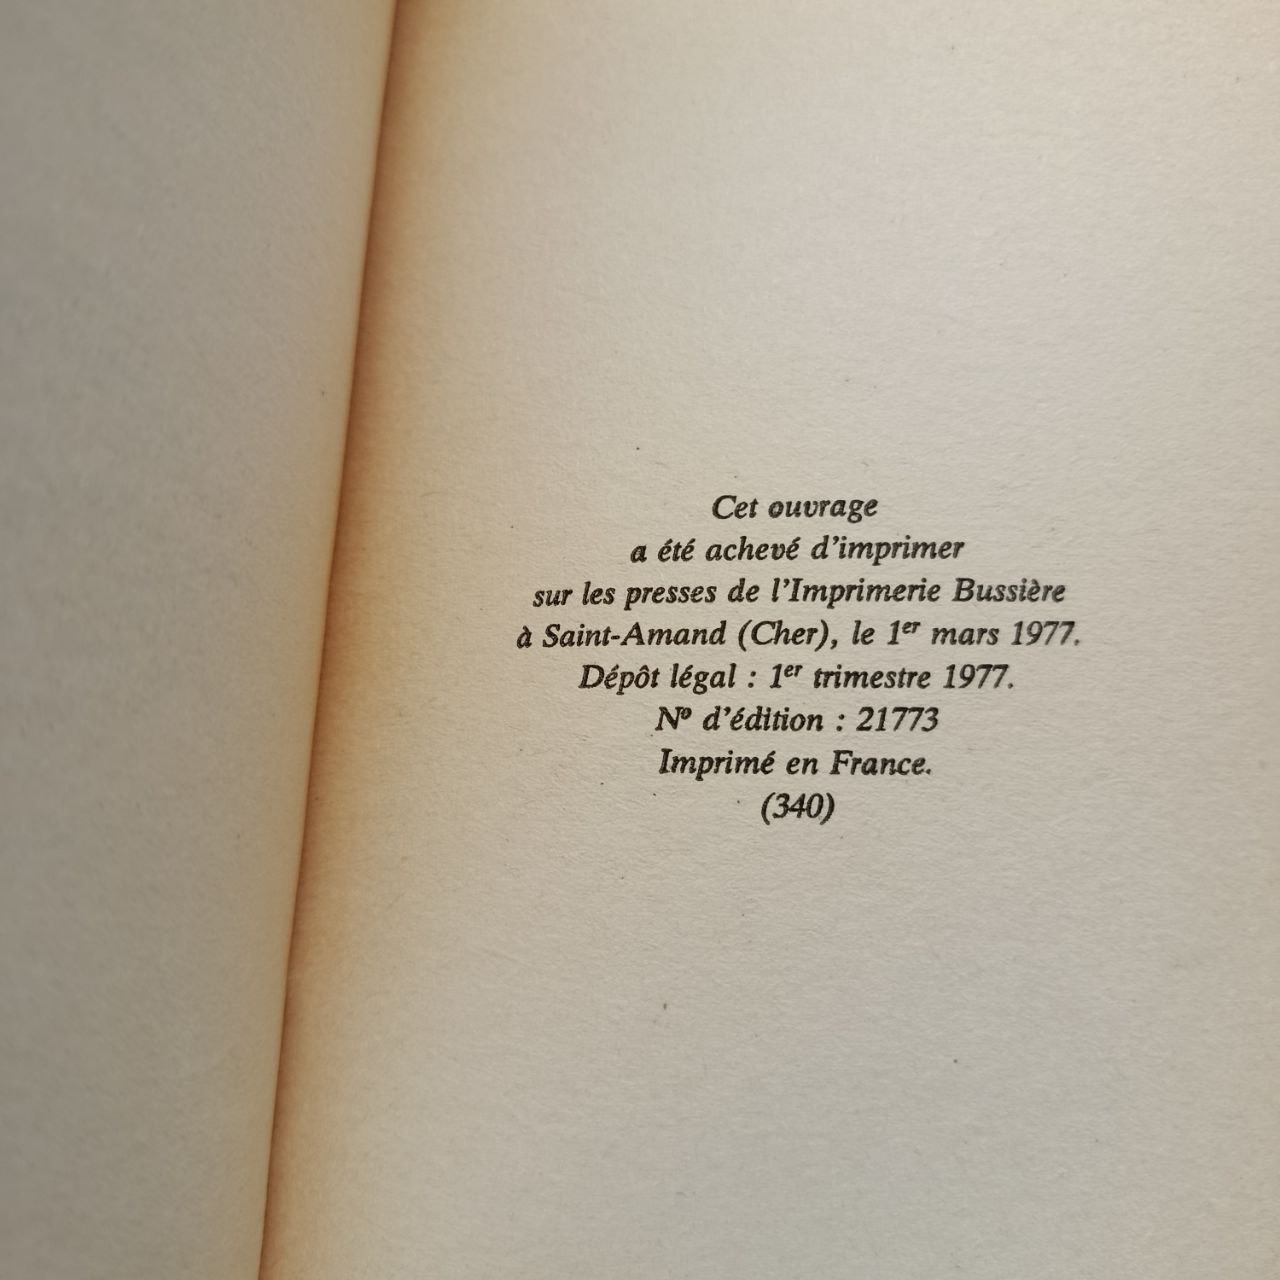 Cet ouvrage
a été achevé d'imprimer
sur les presses de l'Imprimerie Bussière
à Saint-Amand (Cher), le 1er mars 1977.
Dépôt légal : 1er trimestre 1977.
Nº d'édition : 21773
Imprimé en France.
(340)